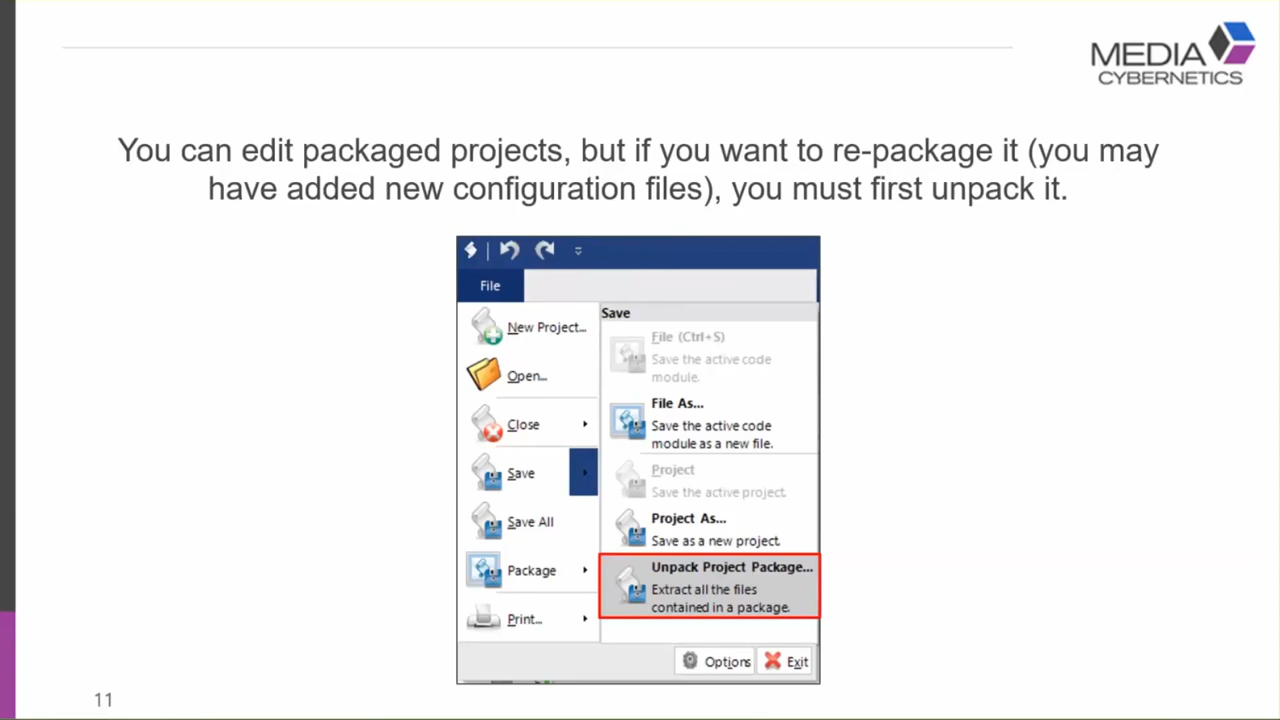 MEDIA
CYBERNETICS
You can edit packaged projects, but if you want to re-package it (you may
have added new configuration files), you must first unpack it.
File
New Project...
Open...
Close
Save
Save All
Package
Print...
Save
File (Ctrl+S)
Save the active code
module.
File As...
Save the active code
module as a new file.
Project
Save the active project.
Project As...
Save as a new project.
Unpack Project Package...
Extract all the files
contained in a package.
Options
Exit
11